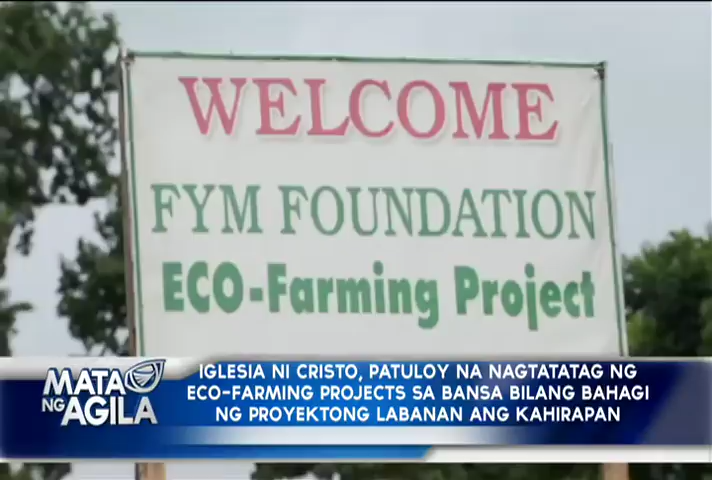 WELCOME
FYM FOUNDATION
ECO-Farming Project
MATA
NG
AGILA
IGLESIA NI CRISTO, PATULOY NA NAGTATATAG NG
ECO-FARMING PROJECTS SA BANSA BILANG BAHAGI
NG PROYEKTONG LABANAN ANG KAHIRAPAN